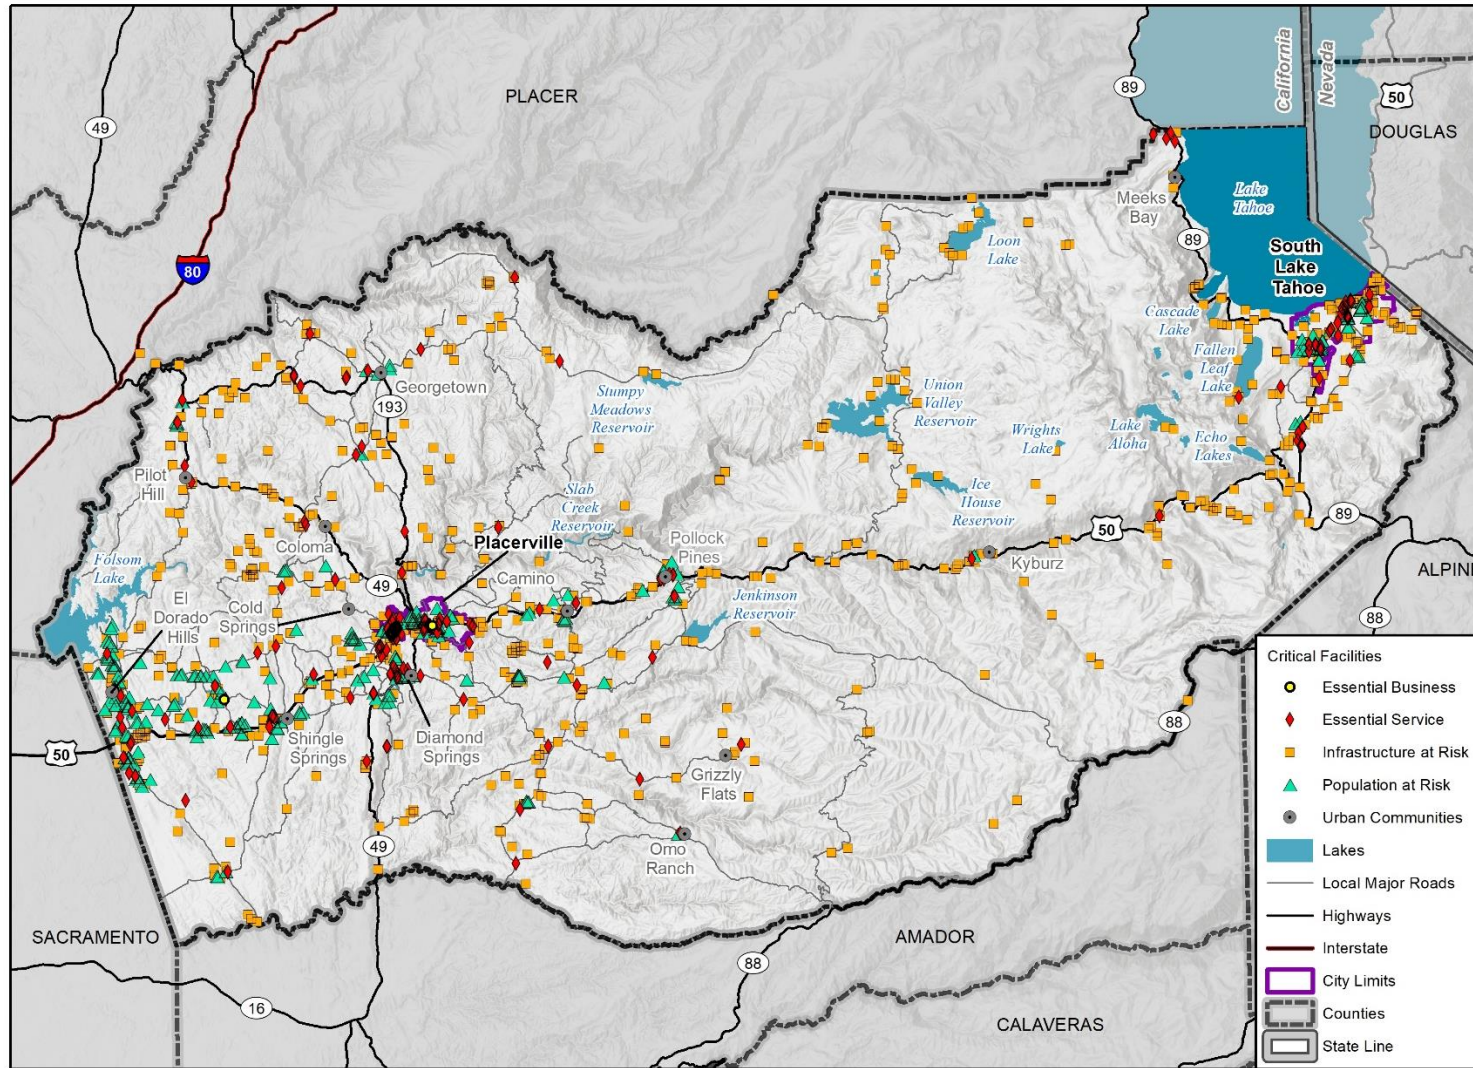 PLACER
California
Nevada
DOUGLAS
49
89
50
80
Meeks
Bay
Lake
Tahoe
89
South
Lake
Tahoe
Loon
Lake
Cascade
Lake
Fallen
Leaf
Lake
Georgetown
193
Stumpy
Meadows
Reservoir
Union
Valley
Reservoir
Wrights
Lake
Lake
Aloha
Echo
Lakes
Pilot
Hill
Slab
Creek
Reservoir
Ice
House
Reservoir
50
89
Placerville
Pollock
Pines
Coloma
Folsom
Lake
49
Camino
Kyburz
ALPINE
El
Dorado
Hills
Cold
Springs
Jenkinson
Reservoir
88
50
Shingle
Springs
Diamond
Springs
Grizzly
Flats
88
49
Omo
Ranch
SACRAMENTO
AMADOR
88
16
CALAVERAS
Critical Facilities
Essential Business
Essential Service
Infrastructure at Risk
Population at Risk
Urban Communities
Lakes
Local Major Roads
Highways
Interstate
City Limits
Counties
State Line